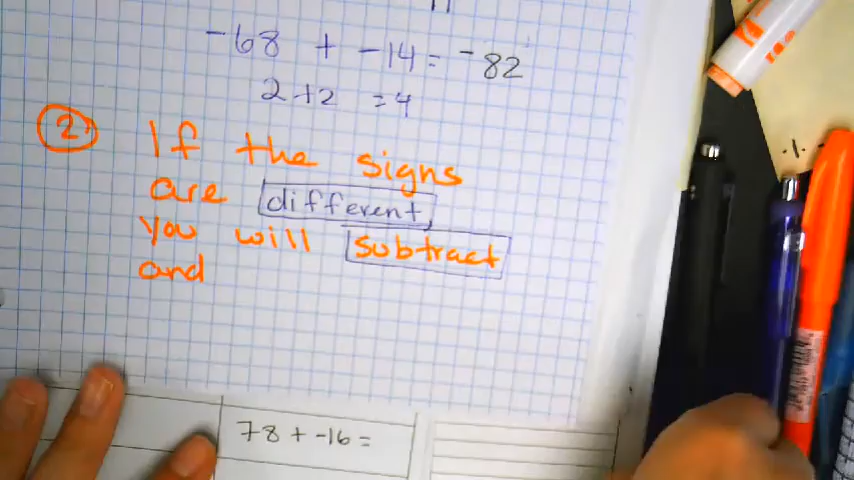 -68 + -14 = -82
2 + 2 = 4
2 If the signs
are different
you will subtract
and
78 + -16 =